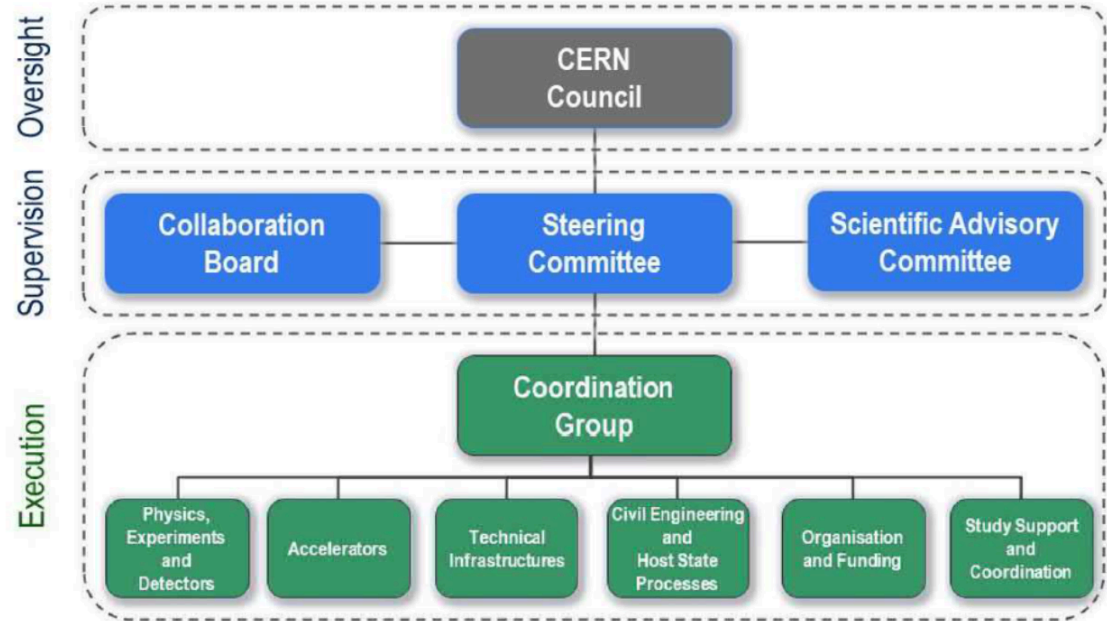 Oversight
CERN
Council
Supervision
Collaboration
Board
Steering
Committee
Scientific Advisory
Committee
Execution
Coordination
Group
Physics,
Experiments
and
Detectors
Accelerators
Technical
Infrastructures
Civil Engineering
and
Host State
Processes
Organisation
and Funding
Study Support
and
Coordination